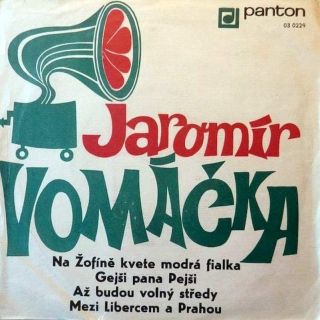 panton
03 0229
Jaromír
VOMÁČKA
Na Žofíně kvete modrá fialka
Gejši pana Pejši
Až budou volný středy
Mezi Libercem a Prahou